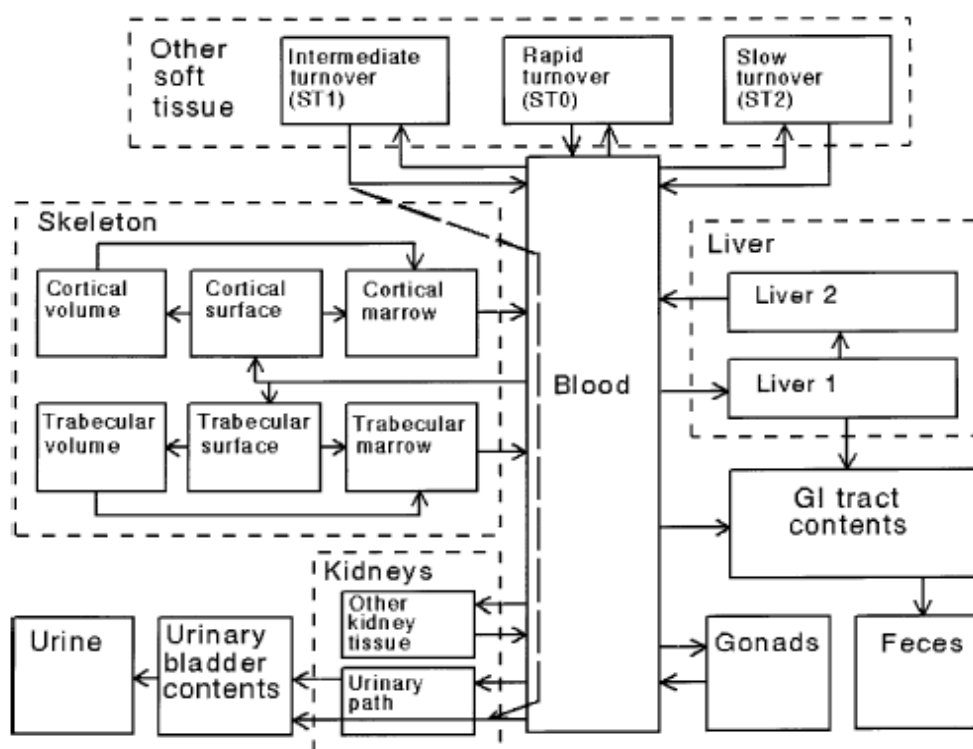 Other
soft
tissue
Intermediate
turnover
(ST1)
Rapid
turnover
(ST0)
Slow
turnover
(ST2)
Skeleton
Cortical
volume
Cortical
surface
Cortical
marrow
Trabecular
volume
Trabecular
surface
Trabecular
marrow
Blood
Liver
Liver 2
Liver 1
GI tract
contents
Kidneys
Other
kidney
tissue
Urinary
path
Urine
Urinary
bladder
contents
Gonads
Feces